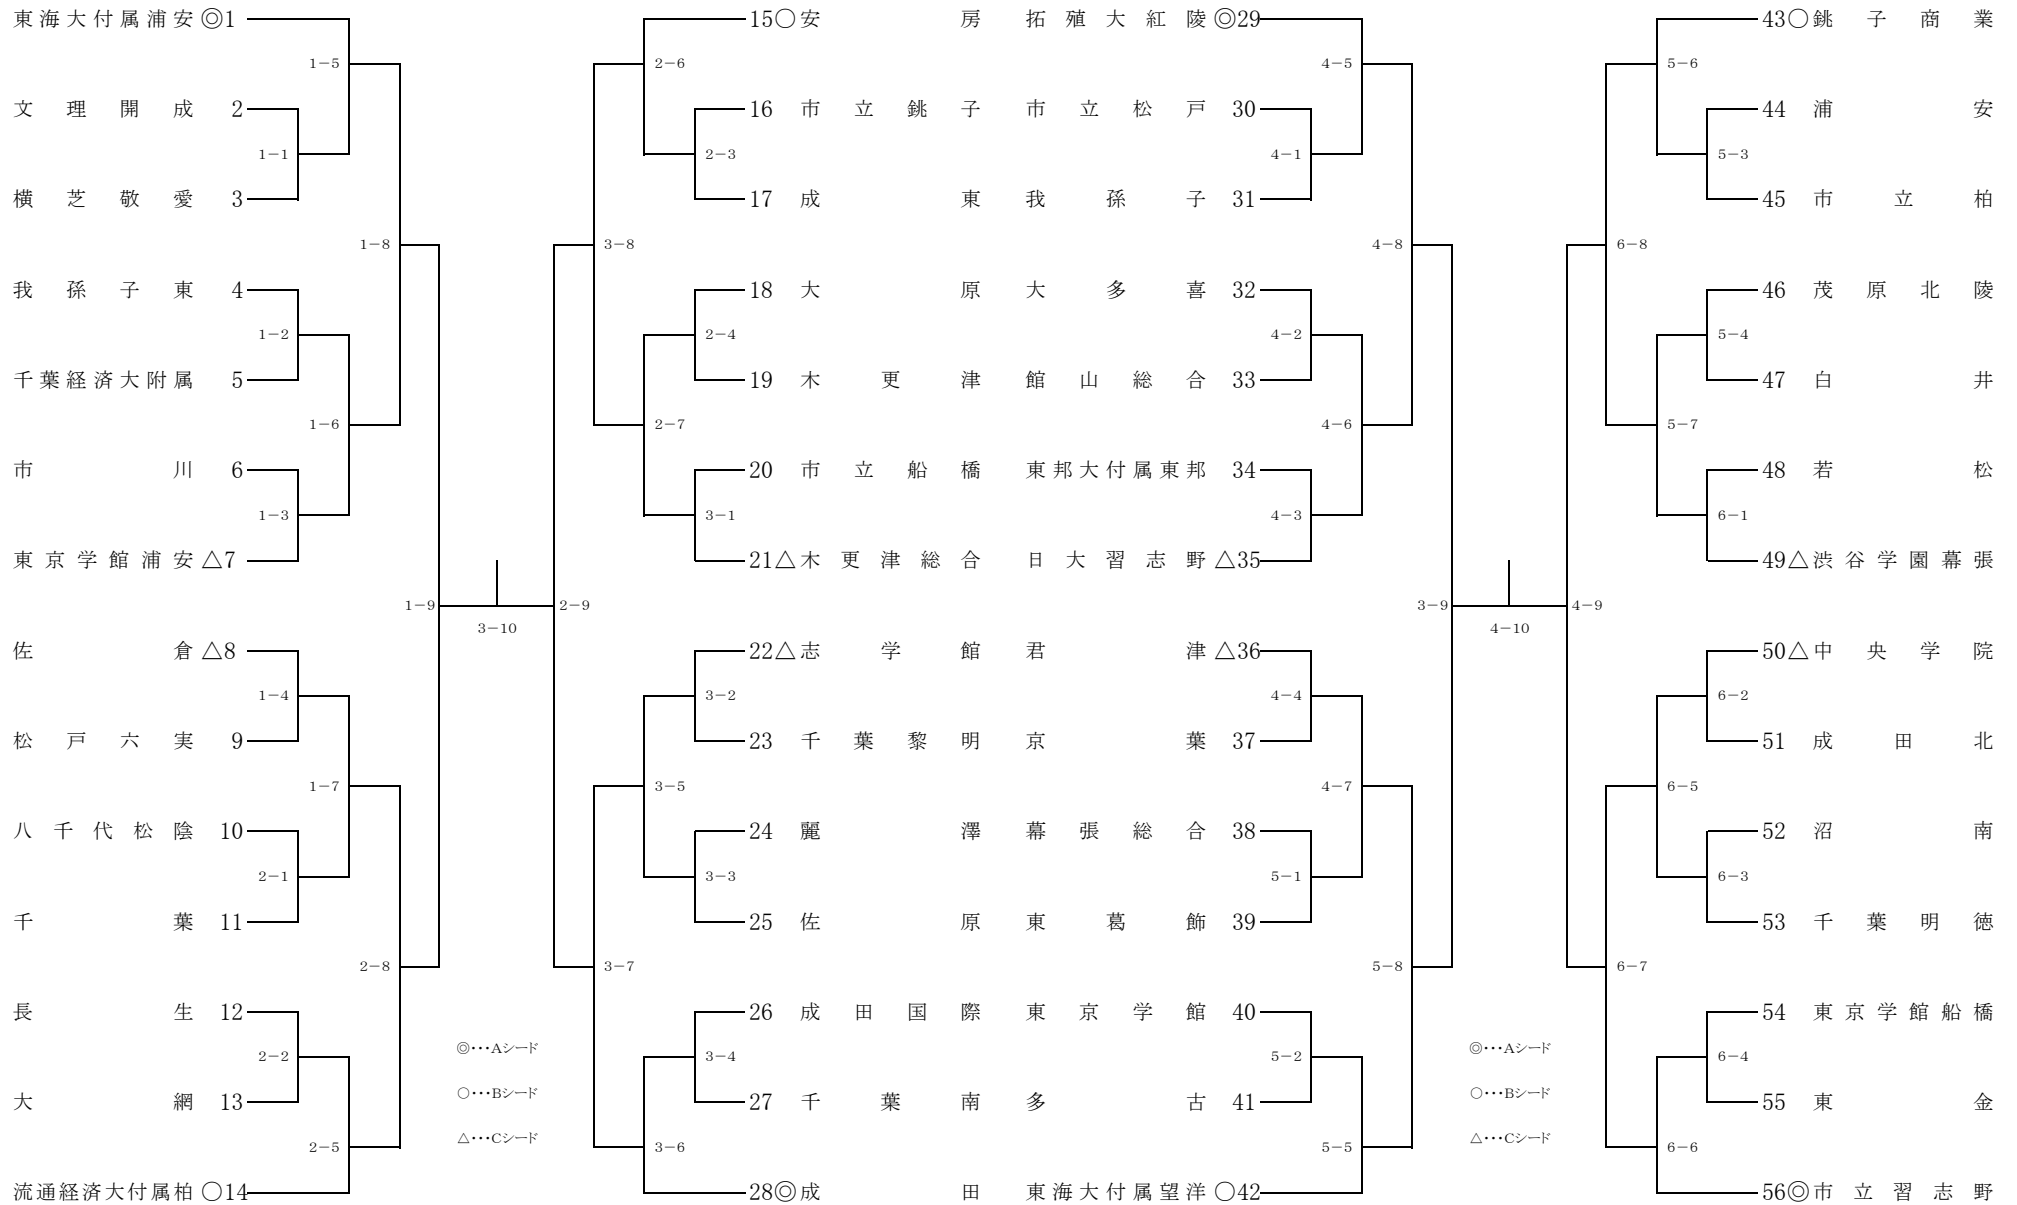 東海大付属浦安 ◎1
1−5
文理開成 2
1−1
横芝敬愛 3
1−8
我孫子東 4
1−2
千葉経済大附属 5
1−6
市川 6
1−3
東京学館浦安 △7
1−9
佐倉 △8
1−4
松戸六実 9
1−7
八千代松陰 10
2−1
千葉 11
2−8
長生 12
2−2
大網 13
2−5
流通経済大付属柏 ○14
3−10
◎・・・Aシード
○・・・Bシード
△・・・Cシード
15○安房
2−6
16 市立銚子
2−3
17 成東
3−8
18 大原
2−4
19 木更津
2−7
20 市立船橋
3−1
21△木更津総合
2−9
22△志学館
3−2
23 千葉黎明
3−5
24 麗澤
3−3
25 佐原
3−7
26 成田国際
3−4
27 千葉南
3−6
28◎成田
拓殖大紅陵 ◎29
4−5
市立松戸 30
4−1
我孫子 31
4−8
大多喜 32
4−2
館山総合 33
4−6
東邦大付属東邦 34
4−3
日大習志野 △35
3−9
君津 △36
4−4
京葉 37
4−7
幕張総合 38
5−1
東葛飾 39
5−8
東京学館 40
5−2
多古 41
5−5
東海大付属望洋 ○42
4−10
◎・・・Aシード
○・・・Bシード
△・・・Cシード
43○銚子商業
5−6
44 浦安
5−3
45 市立柏
6−8
46 茂原北陵
5−4
47 白井
5−7
48 若松
6−1
49△渋谷学園幕張
4−9
50△中央学院
6−2
51 成田北
6−5
52 沼南
6−3
53 千葉明徳
6−7
54 東京学館船橋
6−4
55 東金
6−6
56◎市立習志野